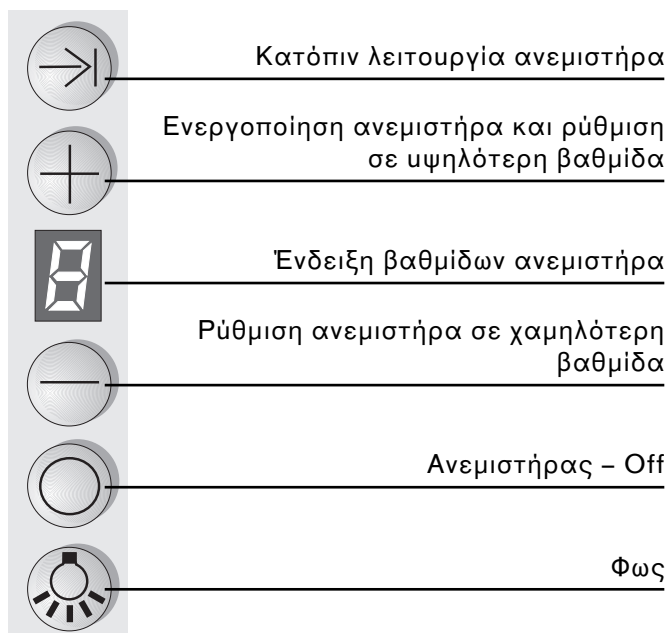 Κατόπιν λειτουργία ανεμιστήρα
Ενεργοποίηση ανεμιστήρα και ρύθμιση
σε υψηλότερη βαθμίδα
8
Ένδειξη βαθμίδων ανεμιστήρα
Ρύθμιση ανεμιστήρα σε χαμηλότερη
βαθμίδα
Ανεμιστήρας – Off
Φως